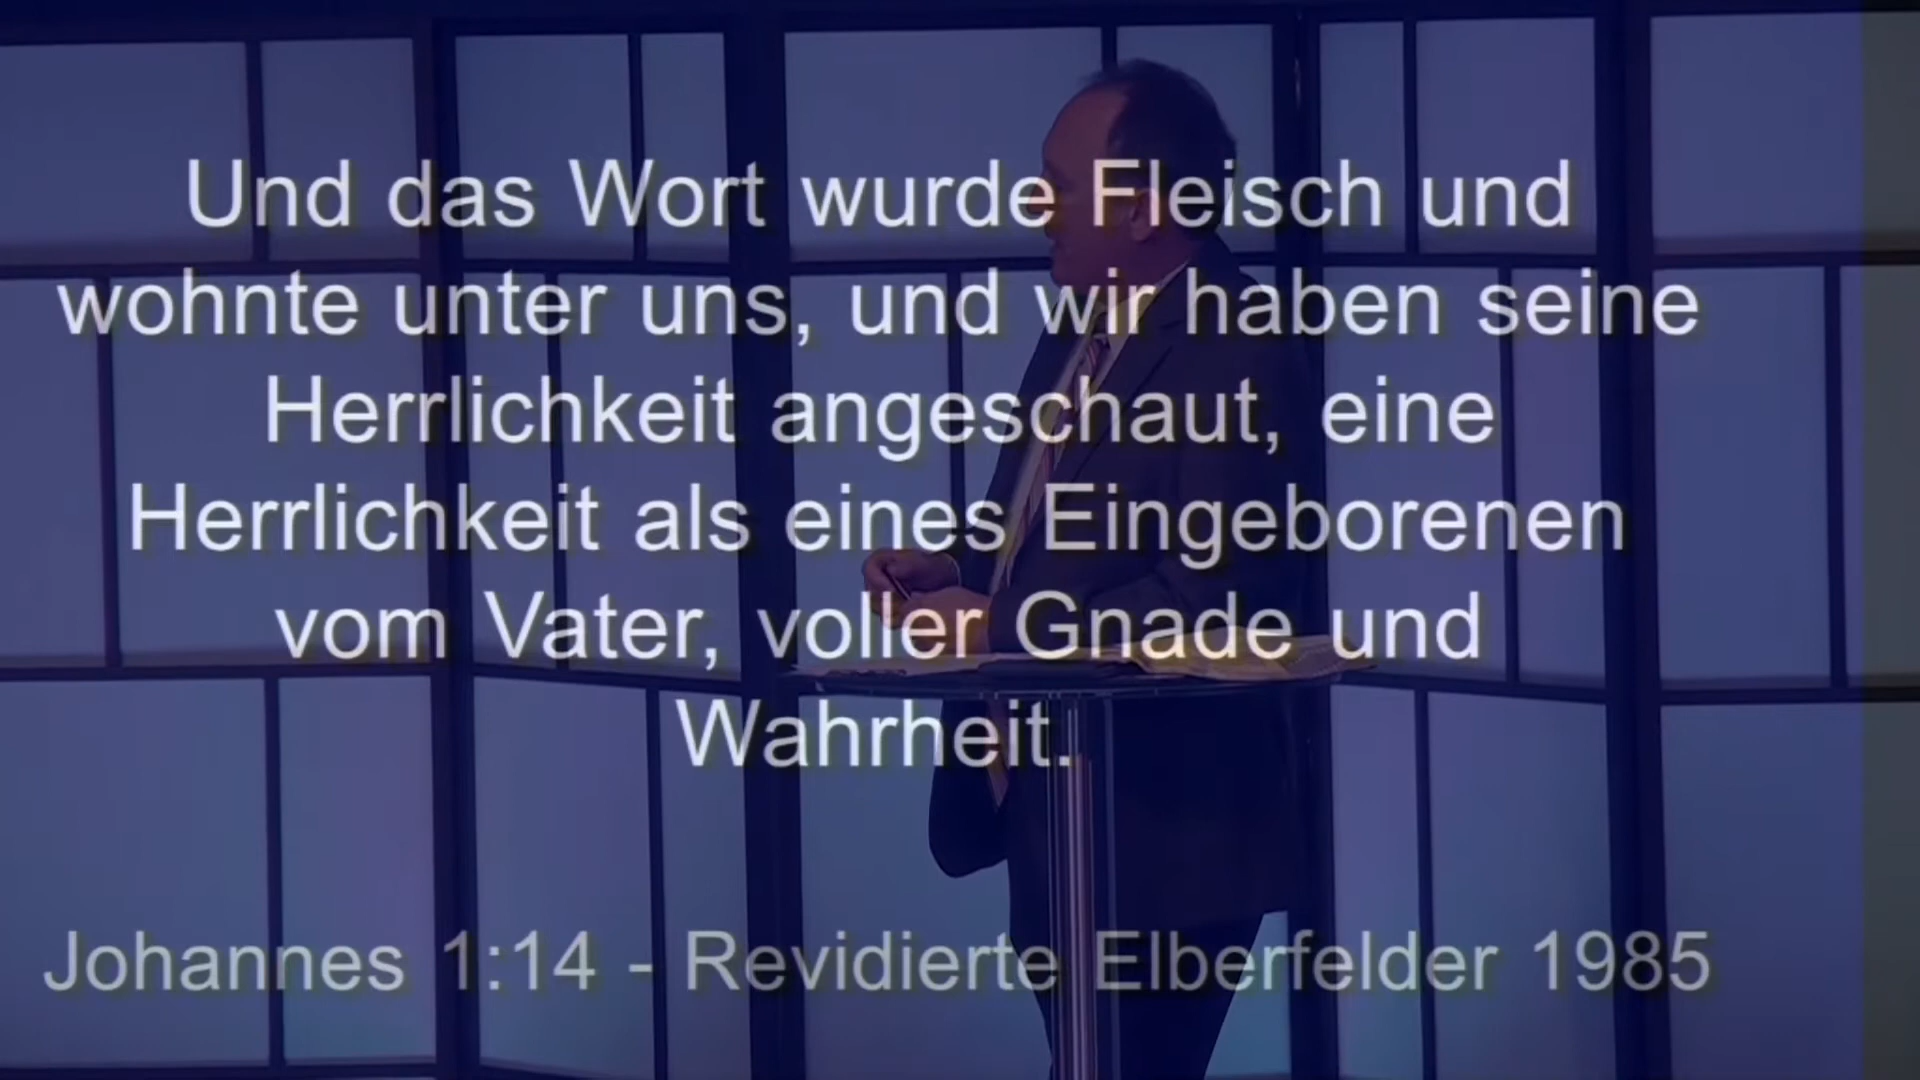 Und das Wort wurde Fleisch und
wohnte unter uns, und wir haben seine
Herrlichkeit angeschaut, eine
Herrlichkeit als eines Eingeborenen
vom Vater, voller Gnade und
Wahrheit.
Johannes 1:14 - Revidierte Elberfelder 1985